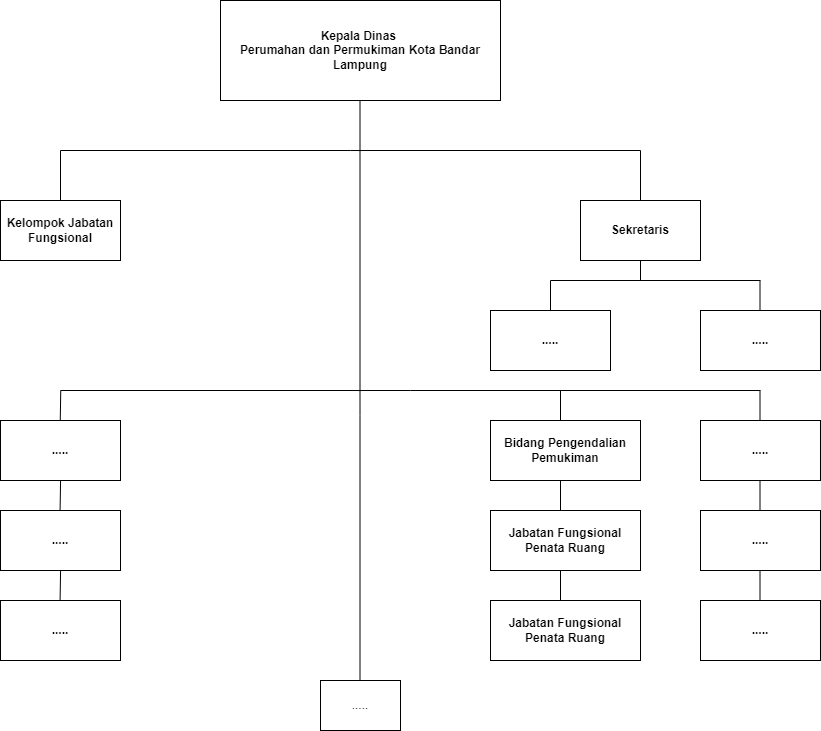 Kepala Dinas
Perumahan dan Permukiman Kota Bandar
Lampung
Kelompok Jabatan
Fungsional
Sekretaris
.....
.....
.....
Bidang Pengendalian
Pemukiman
.....
.....
Jabatan Fungsional
Penata Ruang
.....
.....
Jabatan Fungsional
Penata Ruang
.....
.....